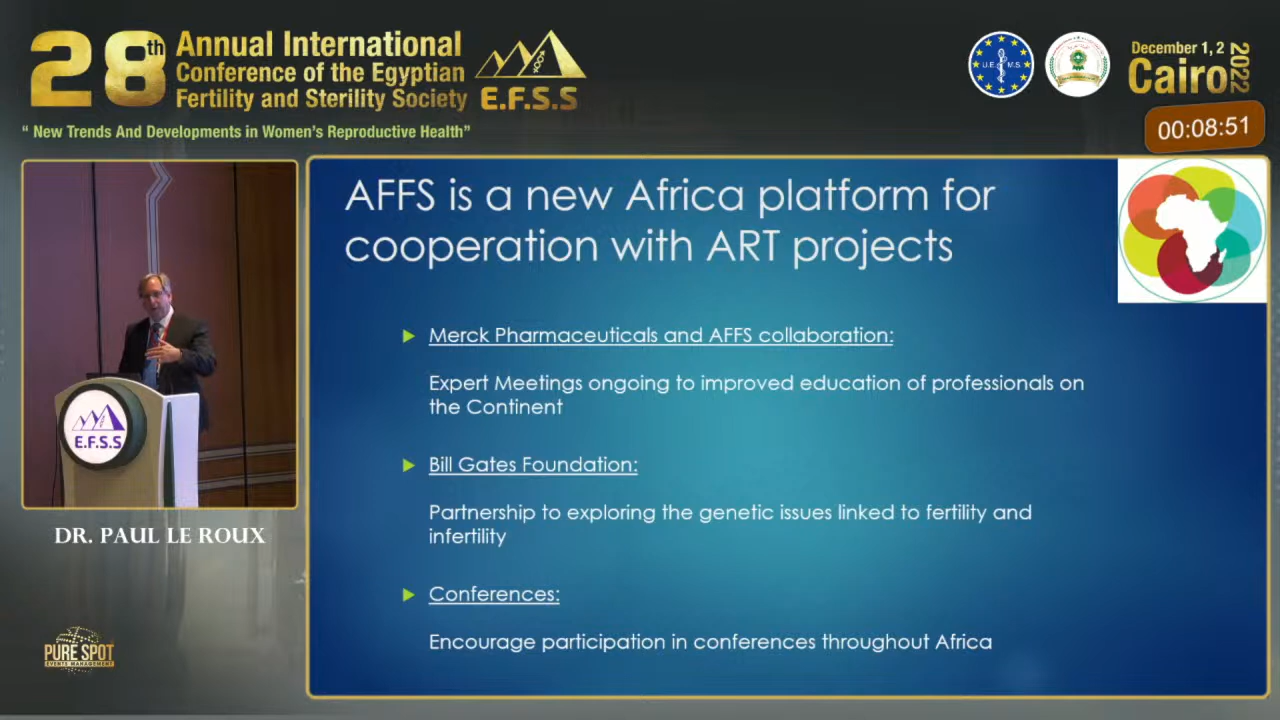 28th
Annual International
Conference of the Egyptian
Fertility and Sterility Society
E.F.S.S
“ New Trends And Developments in Women's Reproductive Health”
U.E.M.S.
December 1, 2
Cairo
2022
00:08:51
AFFS is a new Africa platform for
cooperation with ART projects
Merck Pharmaceuticals and AFFS collaboration:
Expert Meetings ongoing to improved education of professionals on
the Continent
Bill Gates Foundation:
Partnership to exploring the genetic issues linked to fertility and
infertility
Conferences:
Encourage participation in conferences throughout Africa
E.F.S.S
DR. PAUL LE ROUX
PURE SPOT
EVENTS MANAGEMENT